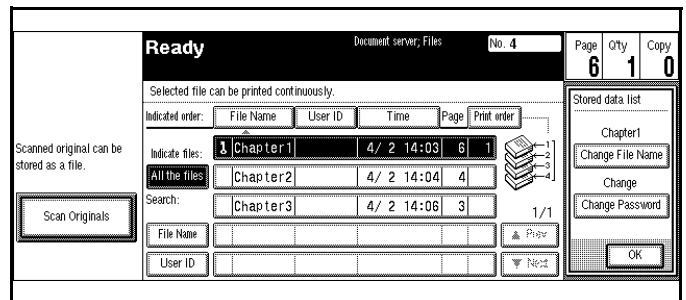 Ready
Document server; Files
No. 4
Page Q'ty Copy
6 1 0
Selected file can be printed continuously.
Indicated order: File Name User ID Time Page Print order
Scanned original can be
stored as a file.
Scan Originals
Indicate files:
All the files
Search:
File Name
User ID
Chapter1 4/ 2 14:03 6 1
Chapter2 4/ 2 14:04 4
Chapter3 4/ 2 14:06 3
1
2
3
4
1/1
▲ Prev
▼ Next
Stored data list
Chapter1
Change File Name
Change
Change Password
OK